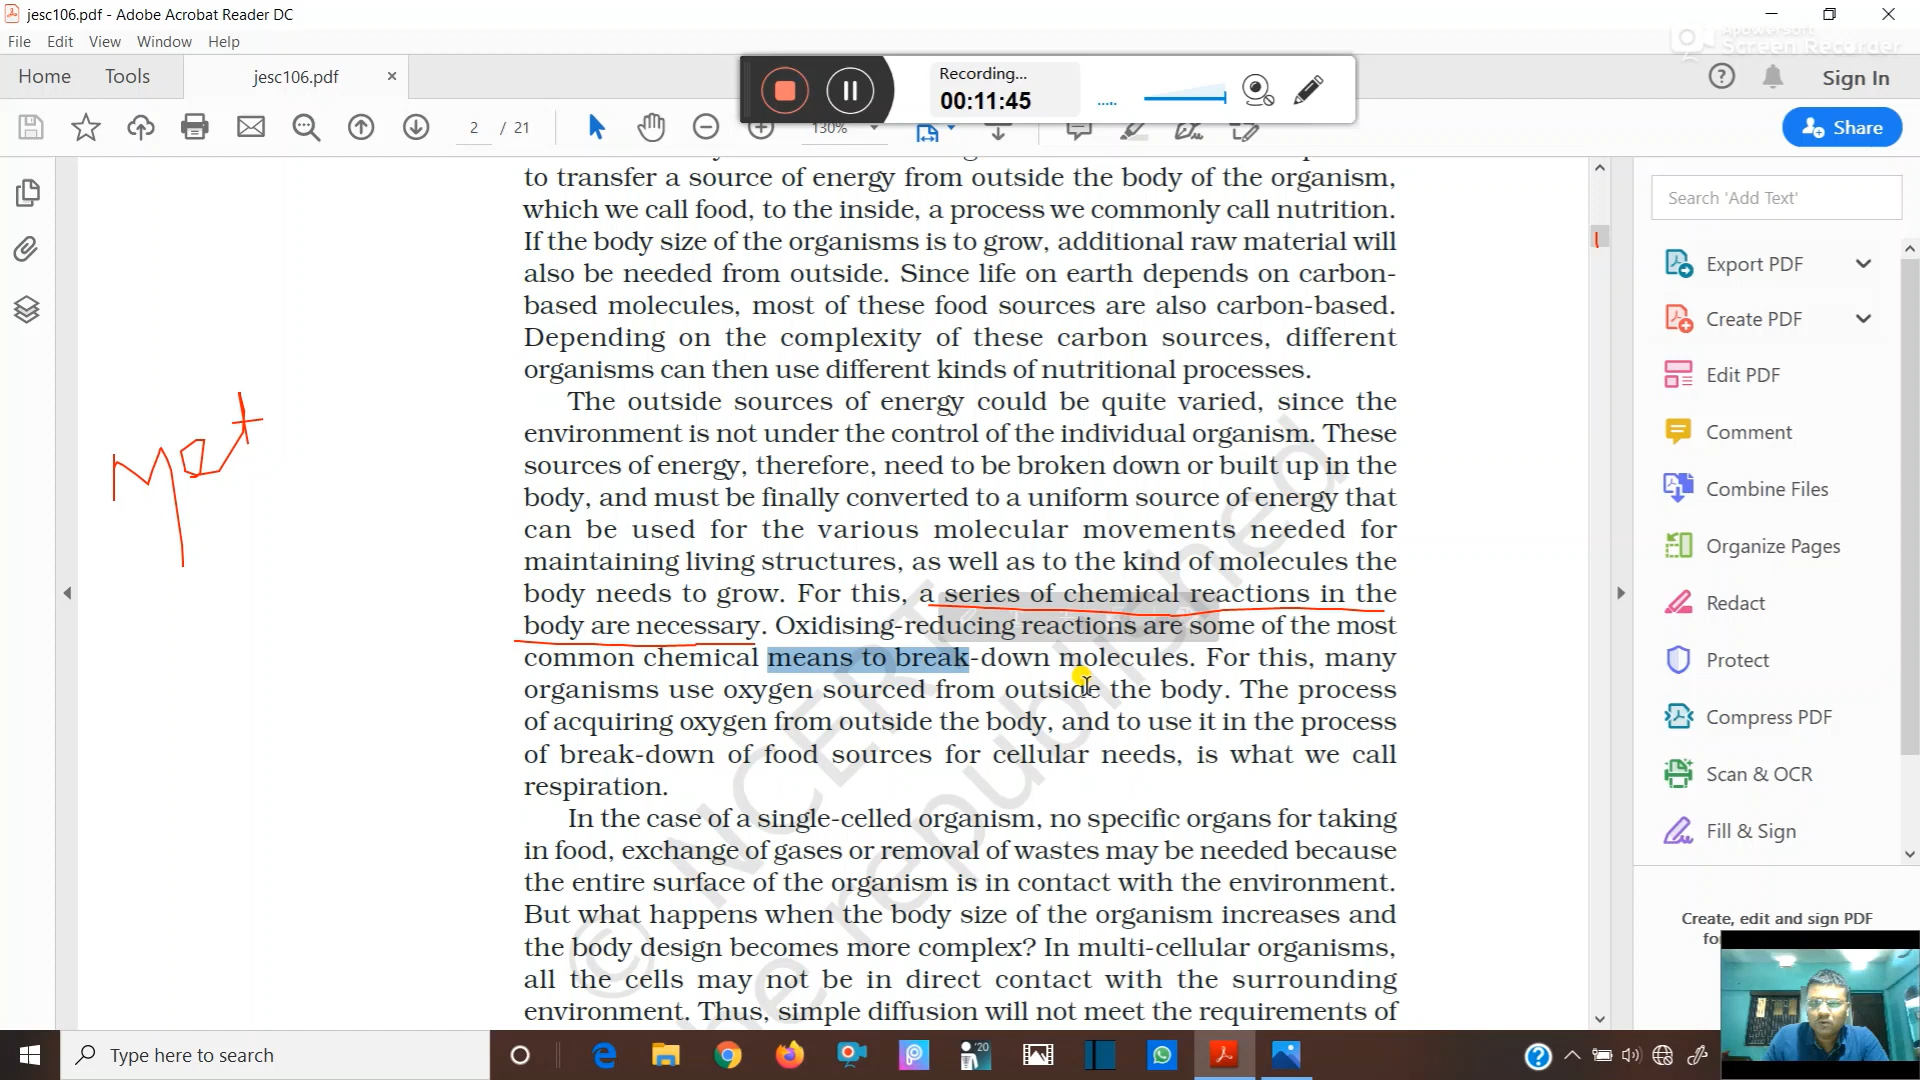 jesc106.pdf - Adobe Acrobat Reader DC
File Edit View Window Help
Apowersoft
Screen Recorder
Home Tools jesc106.pdf
Recording...
00:11:45
Sign In
2 / 21
130%
Share
to transfer a source of energy from outside the body of the organism,
which we call food, to the inside, a process we commonly call nutrition.
If the body size of the organisms is to grow, additional raw material will
also be needed from outside. Since life on earth depends on carbon-
based molecules, most of these food sources are also carbon-based.
Depending on the complexity of these carbon sources, different
organisms can then use different kinds of nutritional processes.
The outside sources of energy could be quite varied, since the
environment is not under the control of the individual organism. These
sources of energy, therefore, need to be broken down or built up in the
body, and must be finally converted to a uniform source of energy that
can be used for the various molecular movements needed for
maintaining living structures, as well as to the kind of molecules the
body needs to grow. For this, a series of chemical reactions in the
body are necessary. Oxidising-reducing reactions are some of the most
common chemical means to break-down molecules. For this, many
organisms use oxygen sourced from outside the body. The process
of acquiring oxygen from outside the body, and to use it in the process
of break-down of food sources for cellular needs, is what we call
respiration.
In the case of a single-celled organism, no specific organs for taking
in food, exchange of gases or removal of wastes may be needed because
the entire surface of the organism is in contact with the environment.
But what happens when the body size of the organism increases and
the body design becomes more complex? In multi-cellular organisms,
all the cells may not be in direct contact with the surrounding
environment. Thus, simple diffusion will not meet the requirements of
Met
© NCERT
be republished
Search 'Add Text'
Export PDF
Create PDF
Edit PDF
Comment
Combine Files
Organize Pages
Redact
Protect
Compress PDF
Scan & OCR
Fill & Sign
Create, edit and sign PDF
Type here to search
'20